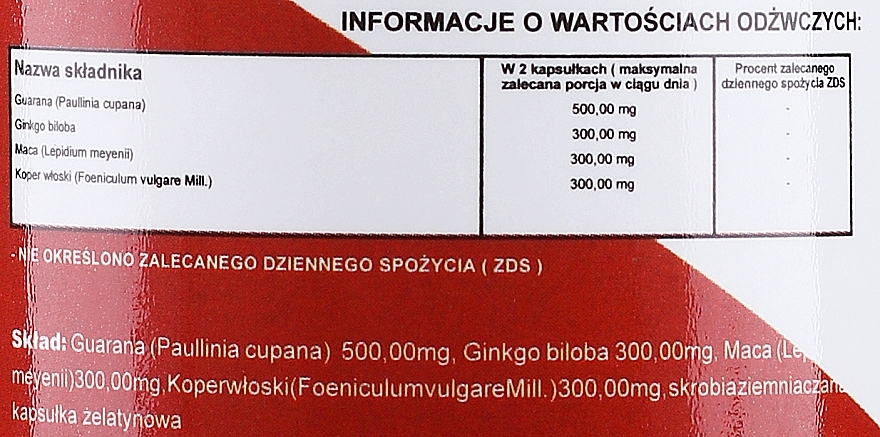 INFORMACJE O WARTOŚCIACH ODŻWCZYCH:
Nazwa składnika W 2 kapsułkach ( maksymalna zalecana porcja w ciągu dnia ) Procent zalecanego dziennego spożycia ZDS
Guarana (Paullinia cupana) 500,00 mg -
Ginkgo biloba 300,00 mg -
Maca (Lepidium meyenii) 300,00 mg -
Koper włoski (Foeniculum vulgare Mill.) 300,00 mg -
- NIE OKREŚLONO ZALECANEGO DZIENNEGO SPOŻYCIA ( ZDS )
Skład: Guarana (Paullinia cupana) 500,00mg, Ginkgo biloba 300,00mg, Maca
meyenii)300,00mg,Koperwłoski(FoeniculumvulgareMill.)300,00mg,skrobiaziemniaczana
kapsułka żelatynowa